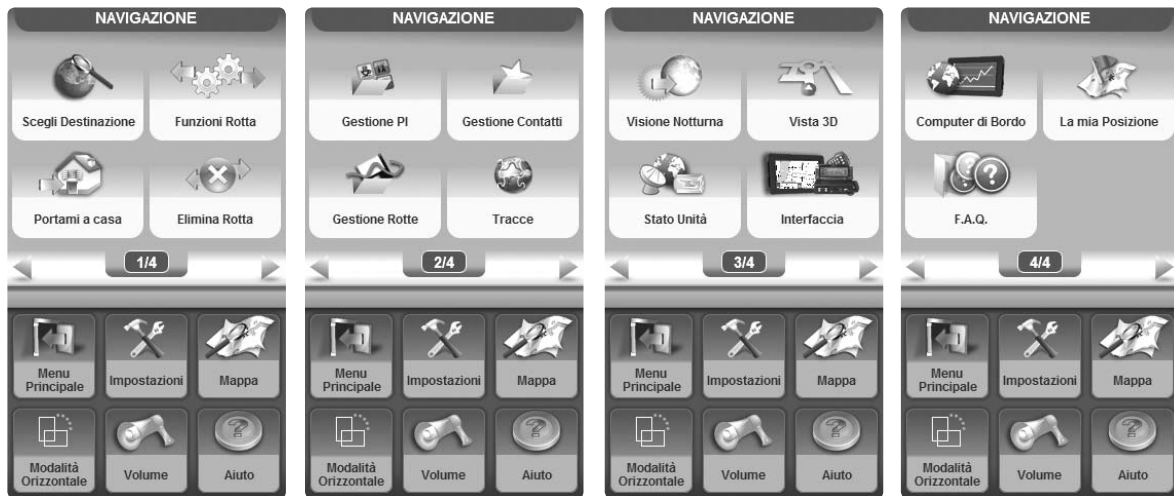 NAVIGAZIONE
Scegli Destinazione
Funzioni Rotta
Portami a casa
Elimina Rotta
1/4
Menu
Principale
Impostazioni
Mappa
Modalità
Orizzontale
Volume
Aiuto
NAVIGAZIONE
Gestione PI
Gestione Contatti
Gestione Rotte
Tracce
2/4
Menu
Principale
Impostazioni
Mappa
Modalità
Orizzontale
Volume
Aiuto
NAVIGAZIONE
Visione Notturna
Vista 3D
Stato Unità
Interfaccia
3/4
Menu
Principale
Impostazioni
Mappa
Modalità
Orizzontale
Volume
Aiuto
NAVIGAZIONE
Computer di Bordo
La mia Posizione
F.A.Q.
4/4
Menu
Principale
Impostazioni
Mappa
Modalità
Orizzontale
Volume
Aiuto